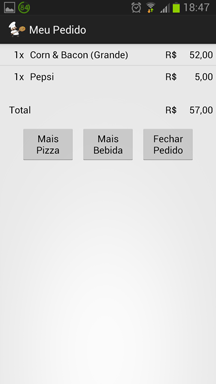 64 18:47
Meu Pedido
1x Corn & Bacon (Grande) R$ 52,00
1x Pepsi R$ 5,00
Total R$ 57,00
Mais Pizza
Mais Bebida
Fechar Pedido